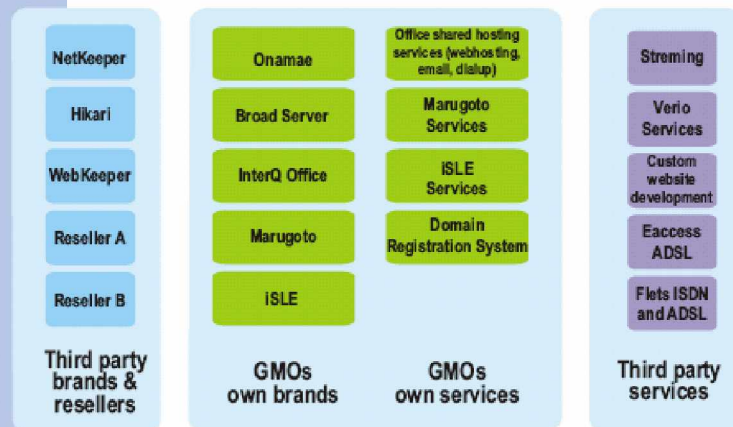 NetKeeper
Hikari
WebKeeper
Reseller A
Reseller B
Third party
brands &
resellers
Onamae
Broad Server
InterQ Office
Marugoto
iSLE
GMOs
own brands
Office shared hosting
services (webhosting,
email, dialup)
Marugoto
Services
iSLE
Services
Domain
Registration System
GMOs
own services
Streming
Verio
Services
Custom
website
development
Eaccess
ADSL
Flets ISDN
and ADSL
Third party
services